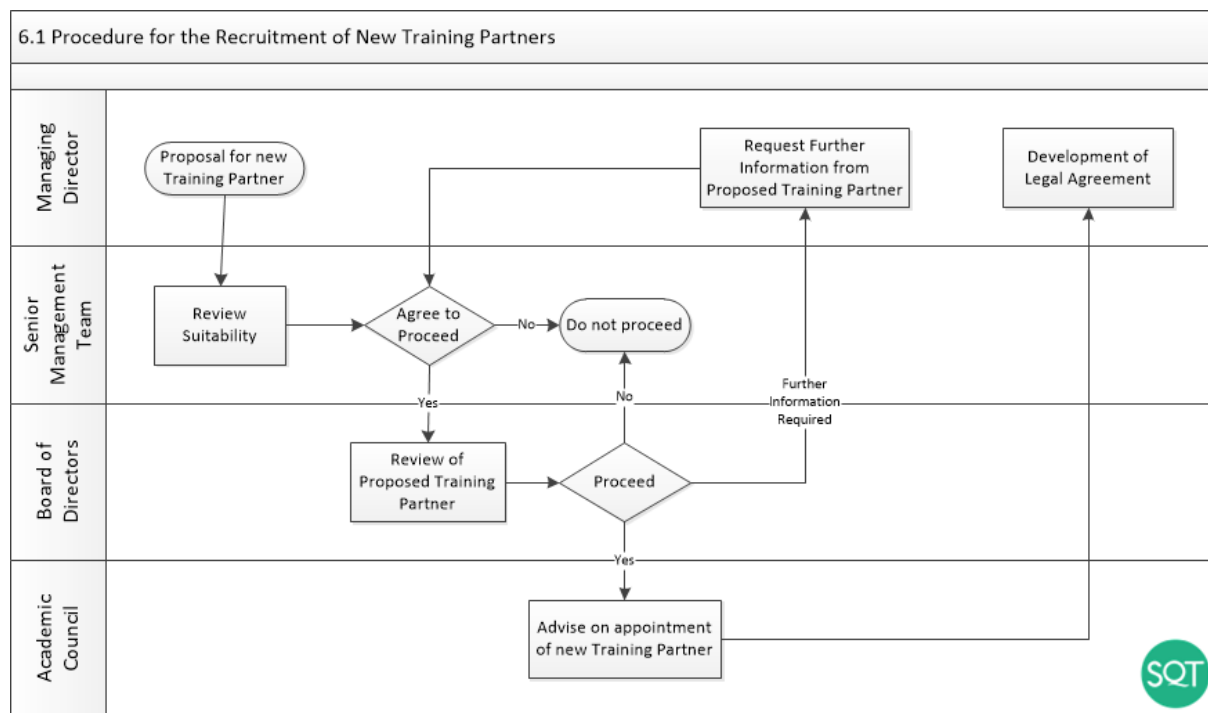 6.1 Procedure for the Recruitment of New Training Partners
Managing
Director
Proposal for new
Training Partner
Request Further
Information from
Proposed Training Partner
Development of
Legal Agreement
Senior
Management
Team
Review
Suitability
Agree to
Proceed
No
Do not proceed
Yes
No
Further
Information
Required
Board of
Directors
Review of
Proposed Training
Partner
Proceed
Yes
Academic
Council
Advise on appointment
of new Training Partner
SQT